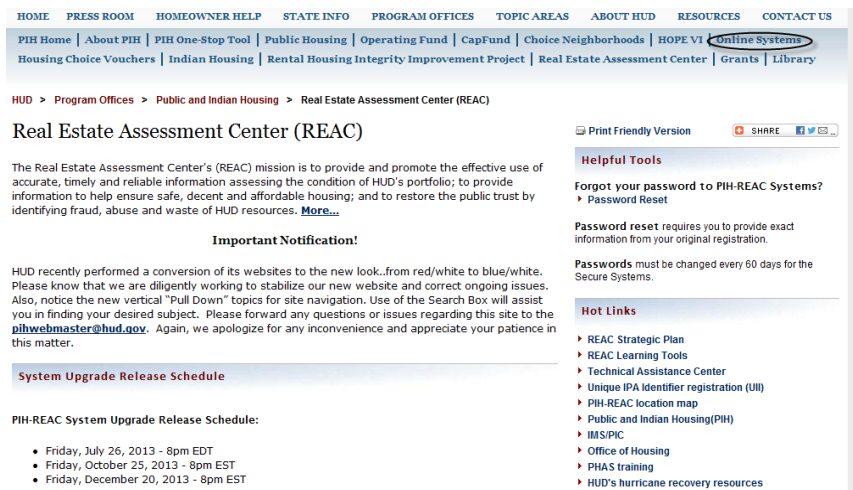 HOME PRESS ROOM HOMEOWNER HELP STATE INFO PROGRAM OFFICES TOPIC AREAS ABOUT HUD RESOURCES CONTACT US
PIH Home | About PIH | PIH One-Stop Tool | Public Housing | Operating Fund | CapFund | Choice Neighborhoods | HOPE VI | Online Systems
Housing Choice Vouchers | Indian Housing | Rental Housing Integrity Improvement Project | Real Estate Assessment Center | Grants | Library
HUD > Program Offices > Public and Indian Housing > Real Estate Assessment Center (REAC)
Real Estate Assessment Center (REAC)
The Real Estate Assessment Center's (REAC) mission is to provide and promote the effective use of
accurate, timely and reliable information assessing the condition of HUD's portfolio; to provide
information to help ensure safe, decent and affordable housing; and to restore the public trust by
identifying fraud, abuse and waste of HUD resources. More...
Important Notification!
HUD recently performed a conversion of its websites to the new look..from red/white to blue/white.
Please know that we are diligently working to stabilize our new website and correct ongoing issues.
Also, notice the new vertical "Pull Down" topics for site navigation. Use of the Search Box will assist
you in finding your desired subject. Please forward any questions or issues regarding this site to the
pihwebmaster@hud.gov. Again, we apologize for any inconvenience and appreciate your patience in
this matter.
System Upgrade Release Schedule
PIH-REAC System Upgrade Release Schedule:
• Friday, July 26, 2013 - 8pm EDT
• Friday, October 25, 2013 - 8pm EST
• Friday, December 20, 2013 - 8pm EST
Print Friendly Version
SHARE
Helpful Tools
Forgot your password to PIH-REAC Systems?
Password Reset
Password reset requires you to provide exact
information from your original registration.
Passwords must be changed every 60 days for the
Secure Systems.
Hot Links
REAC Strategic Plan
REAC Learning Tools
Technical Assistance Center
Unique IPA Identifier registration (UII)
PIH-REAC location map
Public and Indian Housing(PIH)
IMS/PIC
Office of Housing
PHAS training
HUD's hurricane recovery resources